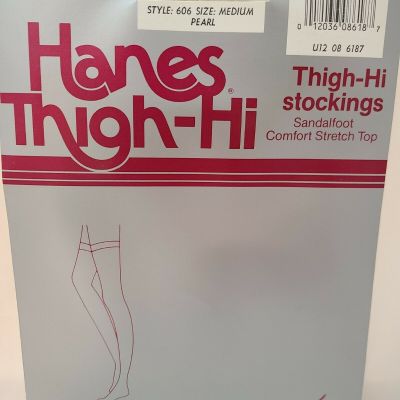 STYLE: 606 SIZE: MEDIUM
PEARL
0 12036 08618 7
U12 08 6187
Hanes®
Thigh-Hi
Thigh-Hi
stockings
Sandalfoot
Comfort Stretch Top